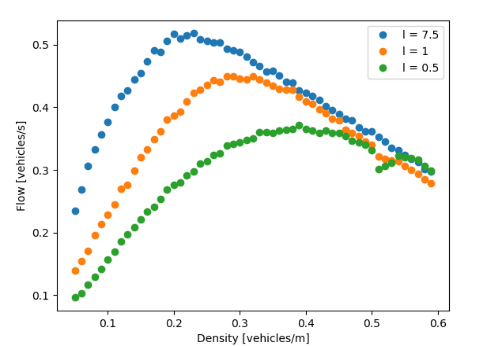 l = 7.5
l = 1
l = 0.5
0.5
0.4
0.3
0.2
0.1
Flow [vehicles/s]
0.1 0.2 0.3 0.4 0.5 0.6
Density [vehicles/m]